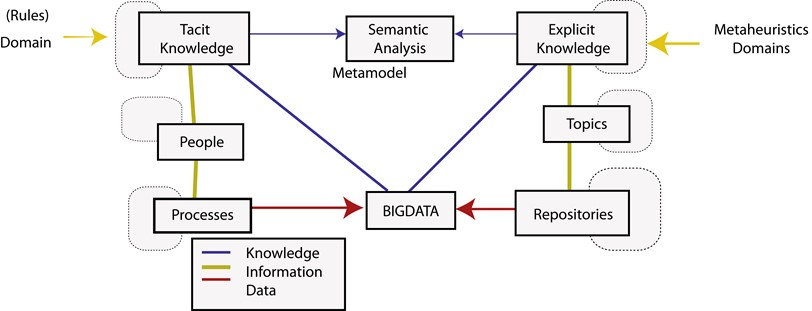 (Rules)
Domain
Tacit
Knowledge
Semantic
Analysis
Metamodel
Explicit
Knowledge
Metaheuristics
Domains
People
Topics
Processes
BIGDATA
Repositories
Knowledge
Information
Data